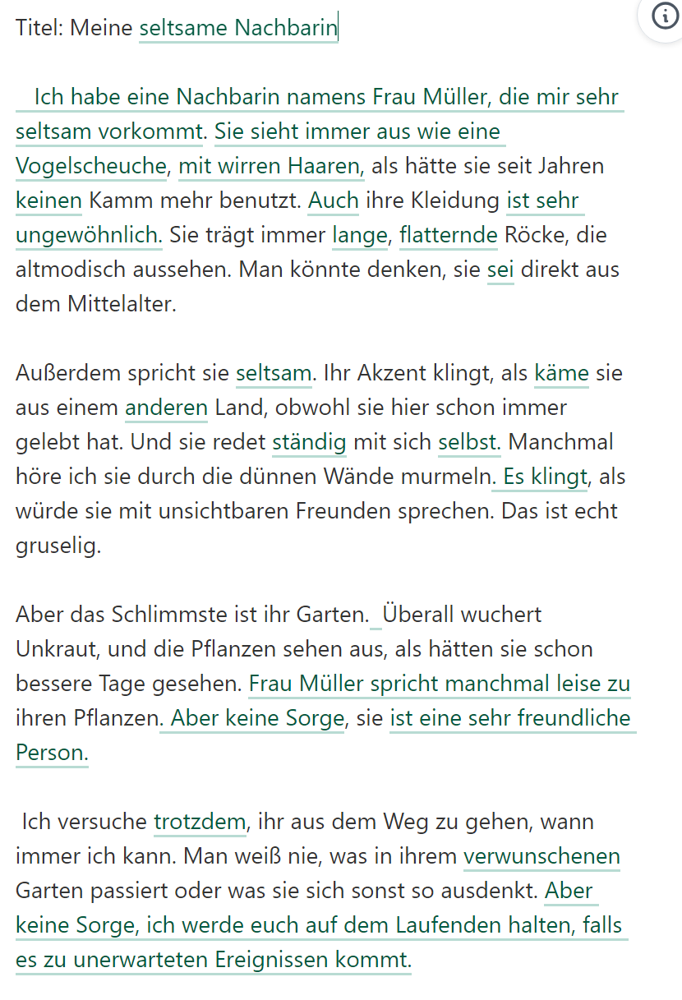 Titel: Meine seltsame Nachbarin
Ich habe eine Nachbarin namens Frau Müller, die mir sehr
seltsam vorkommt. Sie sieht immer aus wie eine
Vogelscheuche, mit wirren Haaren, als hätte sie seit Jahren
keinen Kamm mehr benutzt. Auch ihre Kleidung ist sehr
ungewöhnlich. Sie trägt immer lange, flatternde Röcke, die
altmodisch aussehen. Man könnte denken, sie sei direkt aus
dem Mittelalter.
Außerdem spricht sie seltsam. Ihr Akzent klingt, als käme sie
aus einem anderen Land, obwohl sie hier schon immer
gelebt hat. Und sie redet ständig mit sich selbst. Manchmal
höre ich sie durch die dünnen Wände murmeln. Es klingt, als
würde sie mit unsichtbaren Freunden sprechen. Das ist echt
gruselig.
Aber das Schlimmste ist ihr Garten. Überall wuchert
Unkraut, und die Pflanzen sehen aus, als hätten sie schon
bessere Tage gesehen. Frau Müller spricht manchmal leise zu
ihren Pflanzen. Aber keine Sorge, sie ist eine sehr freundliche
Person.
Ich versuche trotzdem, ihr aus dem Weg zu gehen, wann
immer ich kann. Man weiß nie, was in ihrem verwunschenen
Garten passiert oder was sie sich sonst so ausdenkt. Aber
keine Sorge, ich werde euch auf dem Laufenden halten, falls
es zu unerwarteten Ereignissen kommt.